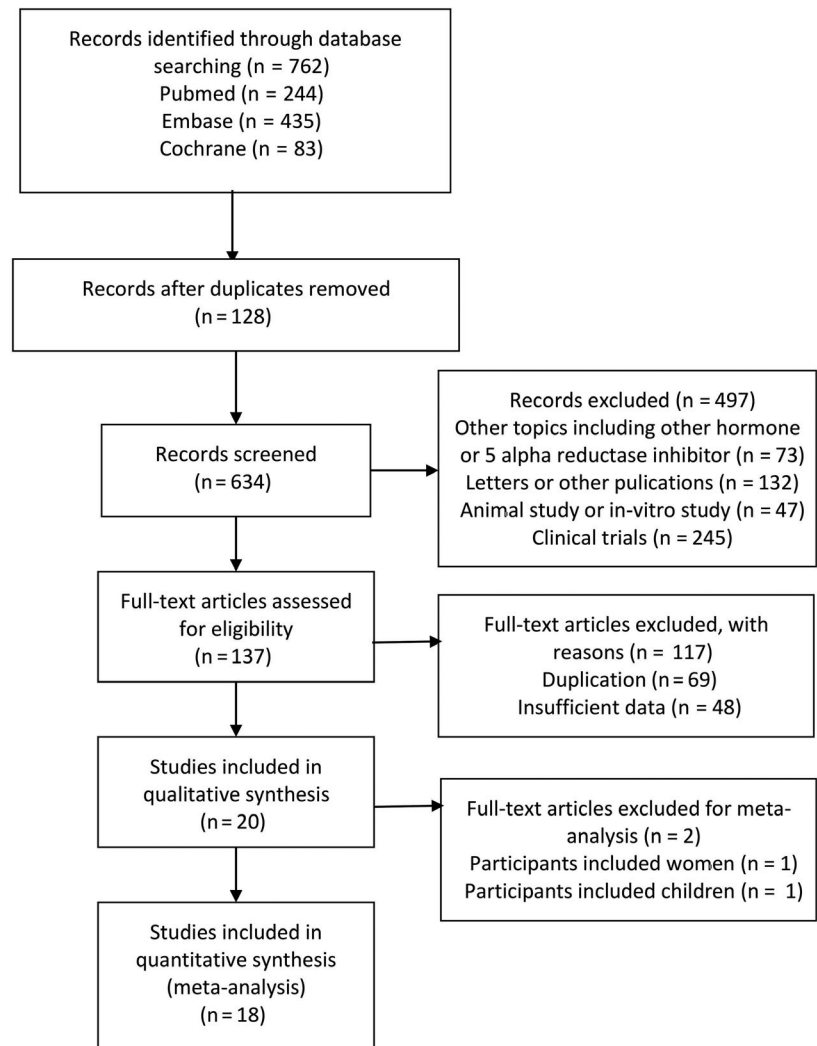 Records identified through database
searching (n = 762)
Pubmed (n = 244)
Embase (n = 435)
Cochrane (n = 83)
Records after duplicates removed
(n = 128)
Records screened
n = 634)
Records excluded (n = 497)
Other topics including other hormone
or 5 alpha reductase inhibitor (n = 73)
Letters or other pulications (n = 132)
Animal study or in-vitro study (n = 47)
Clinical trials (n = 245)
Full-text articles assessed
for eligibility
(n = 137)
Full-text articles excluded, with
reasons (n = 117)
Duplication (n = 69)
Insufficient data (n = 48)
Studies included in
qualitative synthesis
(n = 20)
Full-text articles excluded for meta-
analysis (n = 2)
Participants included women (n = 1)
Participants included children (n = 1)
Studies included in
quantitative synthesis
(meta-analysis)
(n = 18)